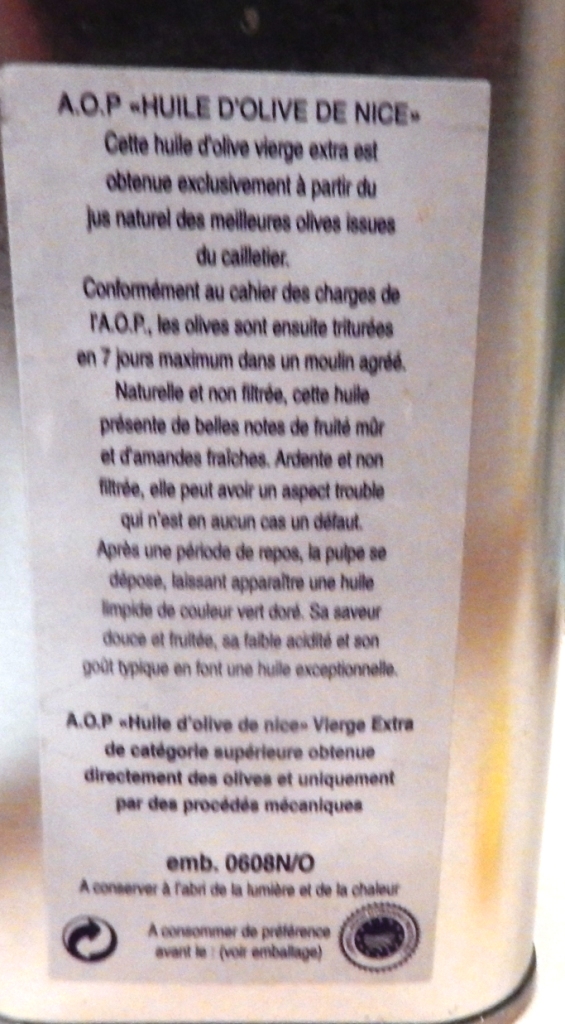 A.O.P «HUILE D'OLIVE DE NICE»
Cette huile d'olive vierge extra est
obtenue exclusivement à partir du
jus naturel des meilleures olives issues
du cailletier.
Conformément au cahier des charges de
l'A.O.P., les olives sont ensuite triturées
en 7 jours maximum dans un moulin agréé.
Naturelle et non filtrée, cette huile
présente de belles notes de fruité mûr
et d'amandes fraîches. Ardente et non
filtrée, elle peut avoir un aspect trouble
qui n'est en aucun cas un défaut.
Après une période de repos, la pulpe se
dépose, laissant apparaître une huile
limpide de couleur vert doré. Sa saveur
douce et fruitée, sa faible acidité et son
goût typique en font une huile exceptionnelle.
A.O.P «Huile d'olive de nice» Vierge Extra
de catégorie supérieure obtenue
directement des olives et uniquement
par des procédés mécaniques
emb. 0608N/O
A conserver à l'abri de la lumière et de la chaleur
A consommer de préférence
avant le : (voir emballage)